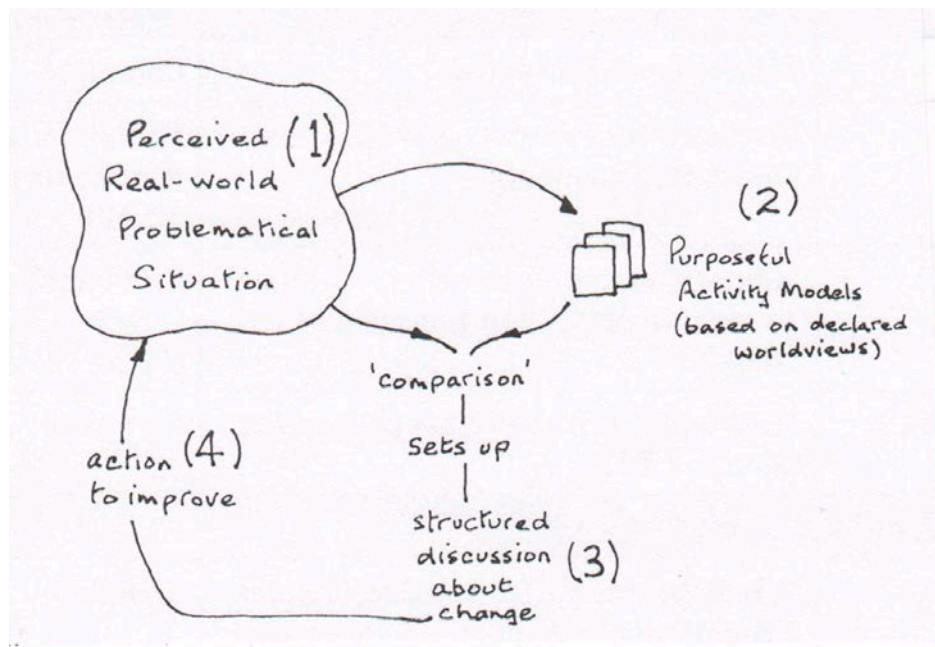 Perceived (1)
Real-world
Problematical
Situation
(2)
Purposeful
Activity Models
(based on declared
worldviews)
'comparison'
Sets up
structured
discussion (3)
about
change
action (4)
to improve